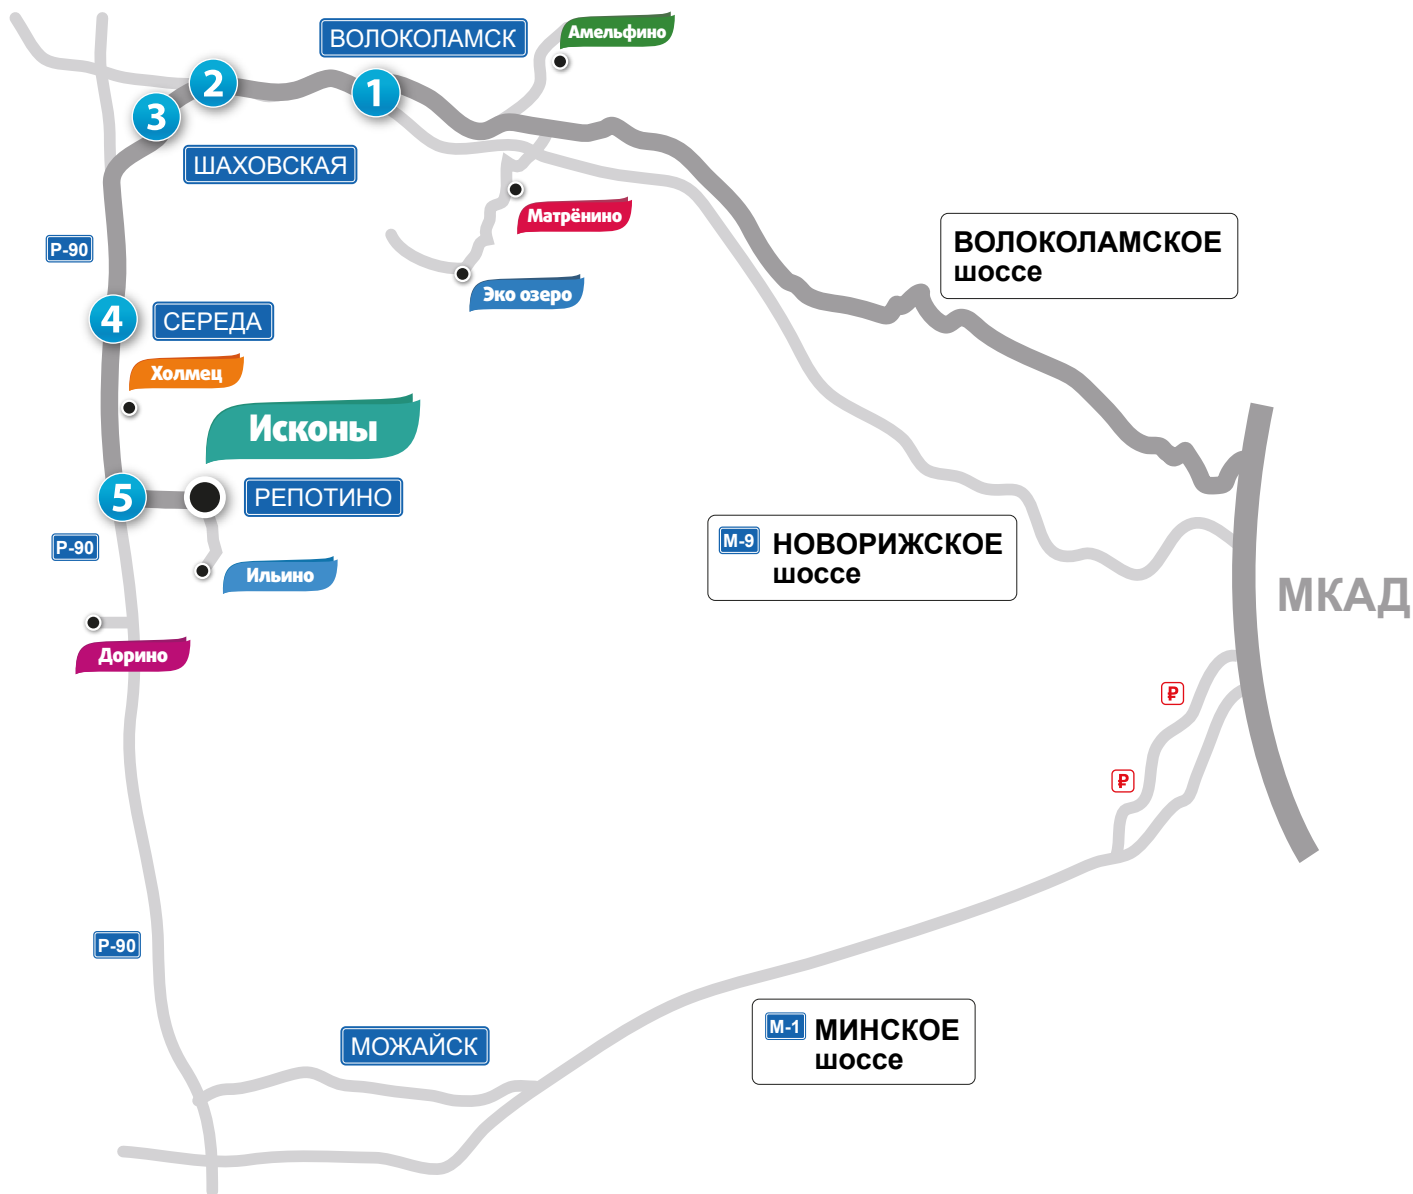 ВОЛОКОЛАМСК
Амельфино
2
1
3
ШАХОВСКАЯ
Матрёнино
Р-90
ВОЛОКОЛАМСКОЕ
шоссе
Эко озеро
4
СЕРЕДА
Холмец
Исконы
5
РЕПОТИНО
Р-90
М-9 НОВОРИЖСКОЕ
шоссе
Ильино
МКАД
Дорино
₽
₽
Р-90
М-1 МИНСКОЕ
шоссе
МОЖАЙСК